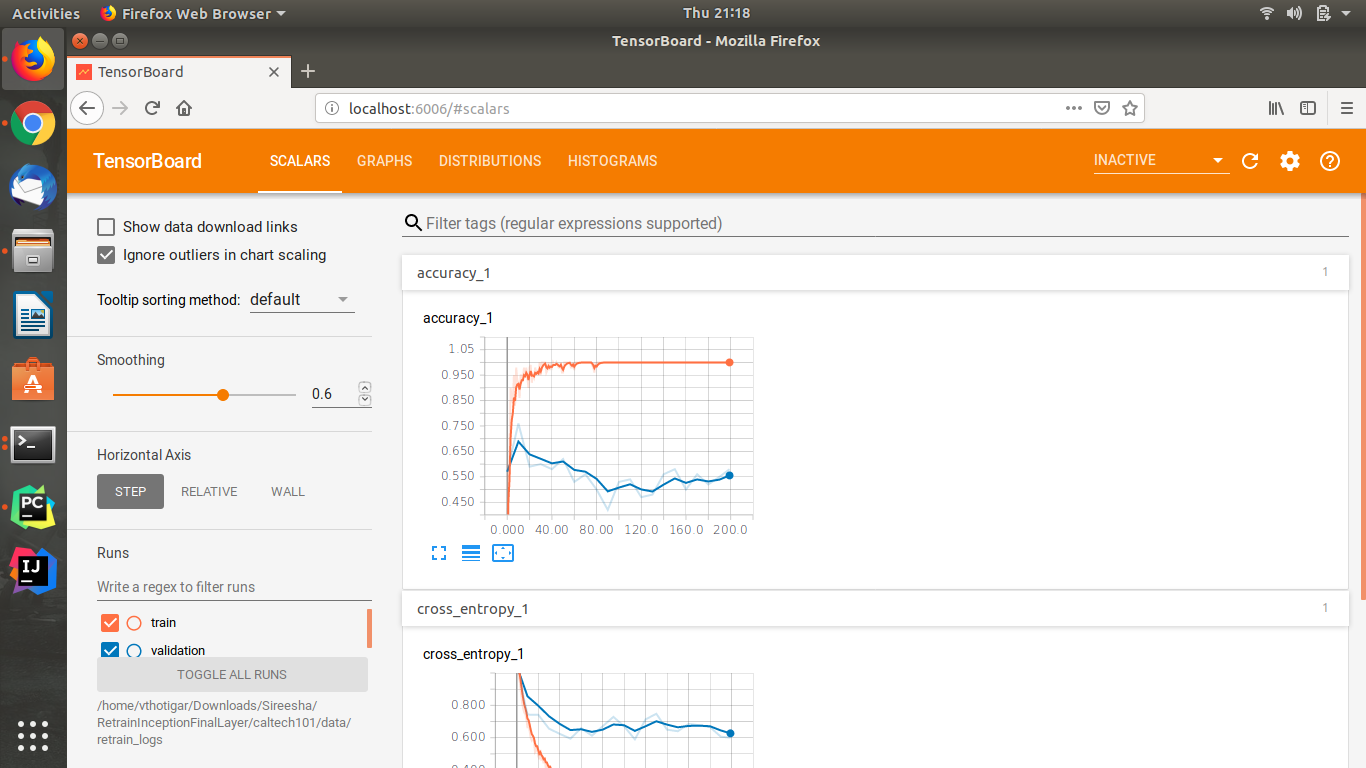 Activities Firefox Web Browser Thu 21:18
TensorBoard - Mozilla Firefox
TensorBoard
localhost:6006/#scalars
TensorBoard SCALARS GRAPHS DISTRIBUTIONS HISTOGRAMS INACTIVE
Show data download links
Ignore outliers in chart scaling
Tooltip sorting method: default
Smoothing
0.6
Horizontal Axis
STEP RELATIVE WALL
Runs
Write a regex to filter runs
train
validation
TOGGLE ALL RUNS
/home/vthotigar/Downloads/Sireesha/
RetrainInceptionFinalLayer/caltech101/data/
retrain_logs
Filter tags (regular expressions supported)
accuracy_1 1
accuracy_1
1.05
0.950
0.850
0.750
0.650
0.550
0.450
0.000 40.00 80.00 120.0 160.0 200.0
cross_entropy_1 1
cross_entropy_1
0.800
0.600
0.400
PC
IJ